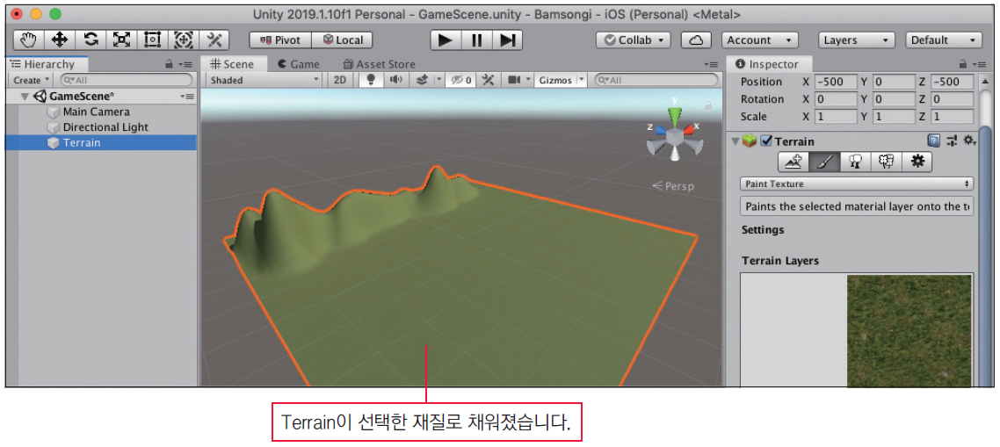 Unity 2019.1.10f1 Personal - GameScene.unity - Bamsongi - iOS (Personal) <Metal>
Pivot Local Collab Account Layers Default
Hierarchy
Create All
GameScene*
Main Camera
Directional Light
Terrain
Scene Game Asset Store
Shaded 2D 0 Gizmos All
y
z x
Persp
Inspector
Position X -500 Y 0 Z -500
Rotation X 0 Y 0 Z 0
Scale X 1 Y 1 Z 1
Terrain
Paint Texture
Paints the selected material layer onto the te
Settings
Terrain Layers
Terrain이 선택한 재질로 채워졌습니다.